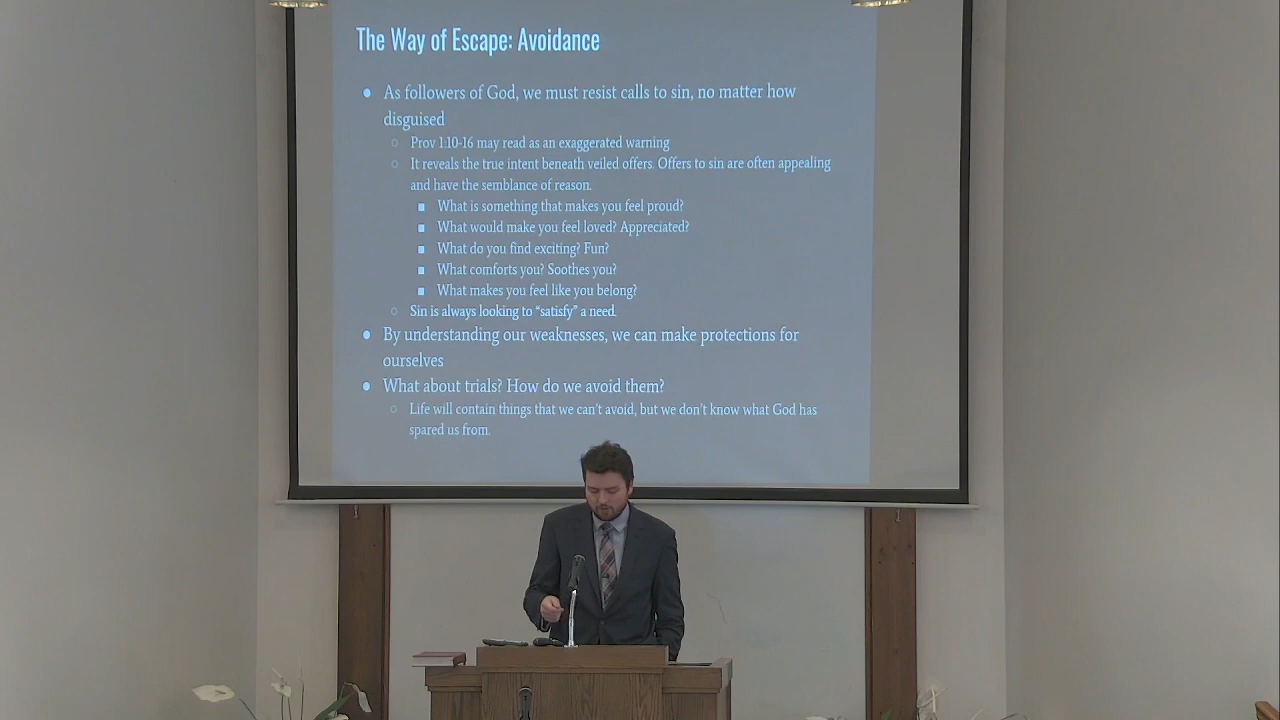 The Way of Escape: Avoidance
As followers of God, we must resist calls to sin, no matter how
disguised
Prov 1:10-16 may read as an exaggerated warning
It reveals the true intent beneath veiled offers. Offers to sin are often appealing
and have the semblance of reason.
What is something that makes you feel proud?
What would make you feel loved? Appreciated?
What do you find exciting? Fun?
What comforts you? Soothes you?
What makes you feel like you belong?
Sin is always looking to “satisfy” a need.
By understanding our weaknesses, we can make protections for
ourselves
What about trials? How do we avoid them?
Life will contain things that we can't avoid, but we don't know what God has
spared us from.